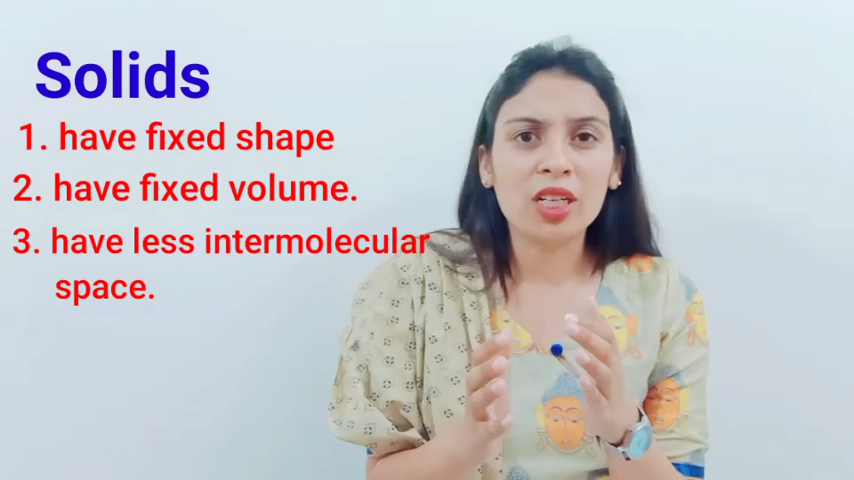 Solids
1. have fixed shape
2. have fixed volume.
3. have less intermolecular
space.